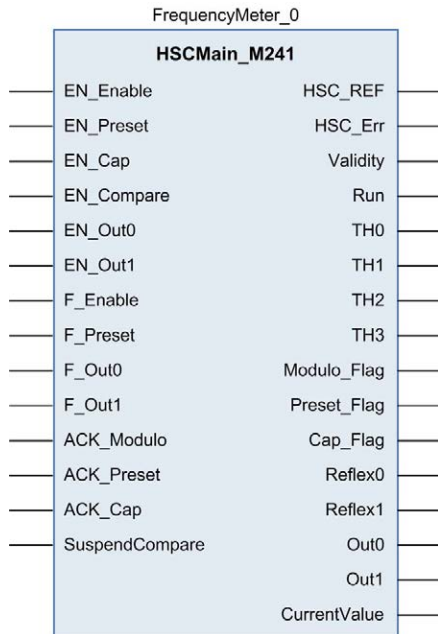 FrequencyMeter_0
HSCMain_M241
EN_Enable HSC_REF
EN_Preset HSC_Err
EN_Cap Validity
EN_Compare Run
EN_Out0 TH0
EN_Out1 TH1
F_Enable TH2
F_Preset TH3
F_Out0 Modulo_Flag
F_Out1 Preset_Flag
ACK_Modulo Cap_Flag
ACK_Preset Reflex0
ACK_Cap Reflex1
SuspendCompare Out0
Out1
CurrentValue